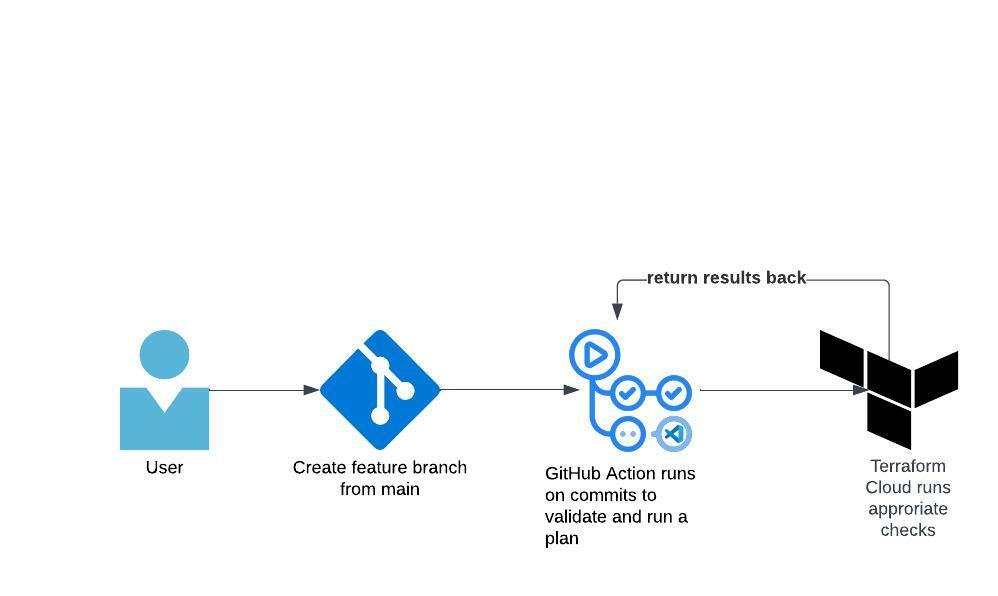 return results back
User
Create feature branch
from main
GitHub Action runs
on commits to
validate and run a
plan
Terraform
Cloud runs
approriate
checks